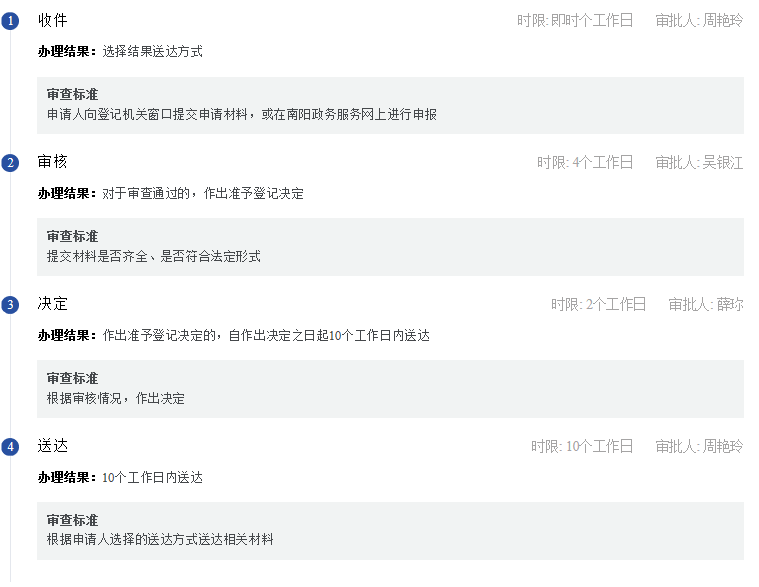 1 收件 时限: 即时个工作日 审批人: 周艳玲
办理结果：选择结果送达方式
审查标准
申请人向登记机关窗口提交申请材料，或在南阳政务服务网上进行申报
2 审核 时限: 4个工作日 审批人: 吴银江
办理结果：对于审查通过的，作出准予登记决定
审查标准
提交材料是否齐全、是否符合法定形式
3 决定 时限: 2个工作日 审批人: 薛珎
办理结果：作出准予登记决定的，自作出决定之日起10个工作日内送达
审查标准
根据审核情况，作出决定
4 送达 时限: 10个工作日 审批人: 周艳玲
办理结果：10个工作日内送达
审查标准
根据申请人选择的送达方式送达相关材料